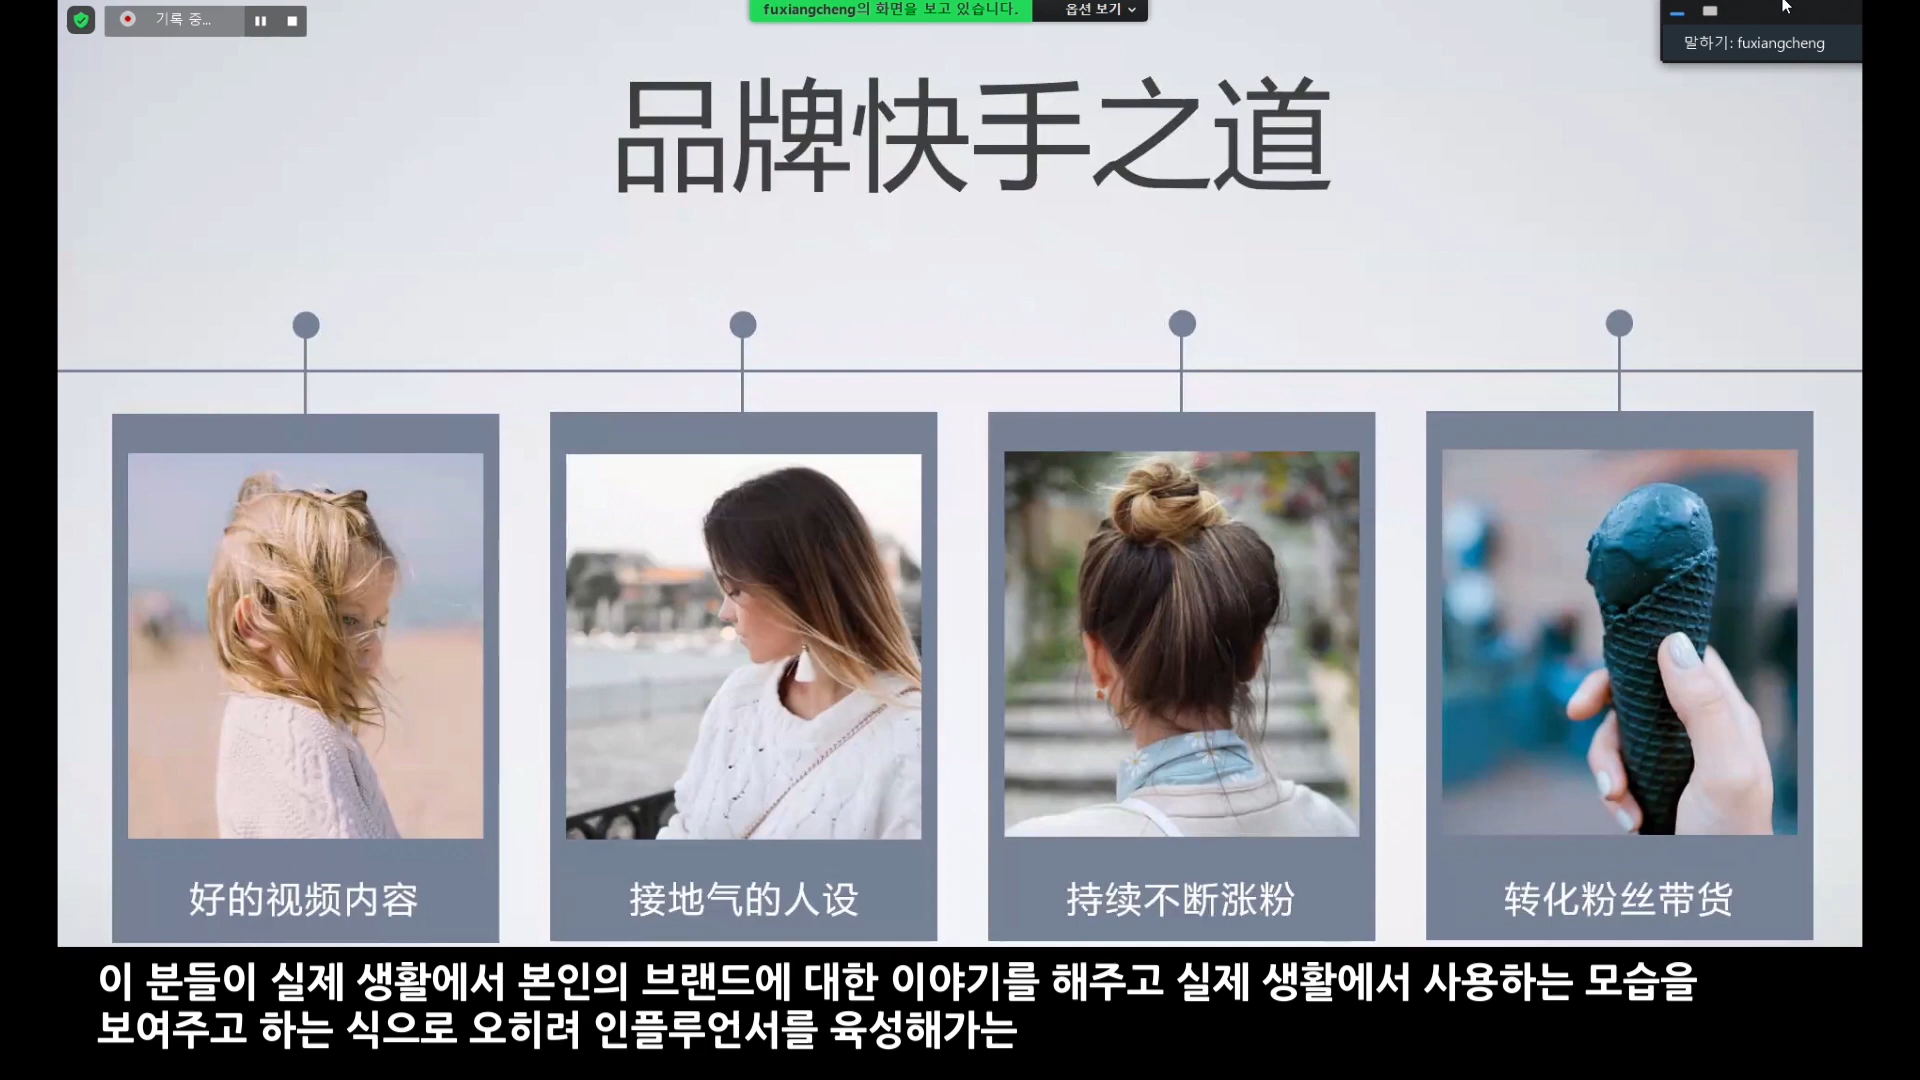 기록 중...
fuxiangcheng의 화면을 보고 있습니다.
옵션 보기
말하기: fuxiangcheng
品牌快手之道
好的视频内容
接地气的人设
持续不断涨粉
转化粉丝带货
이 분들이 실제 생활에서 본인의 브랜드에 대한 이야기를 해주고 실제 생활에서 사용하는 모습을
보여주고 하는 식으로 오히려 인플루언서를 육성해가는